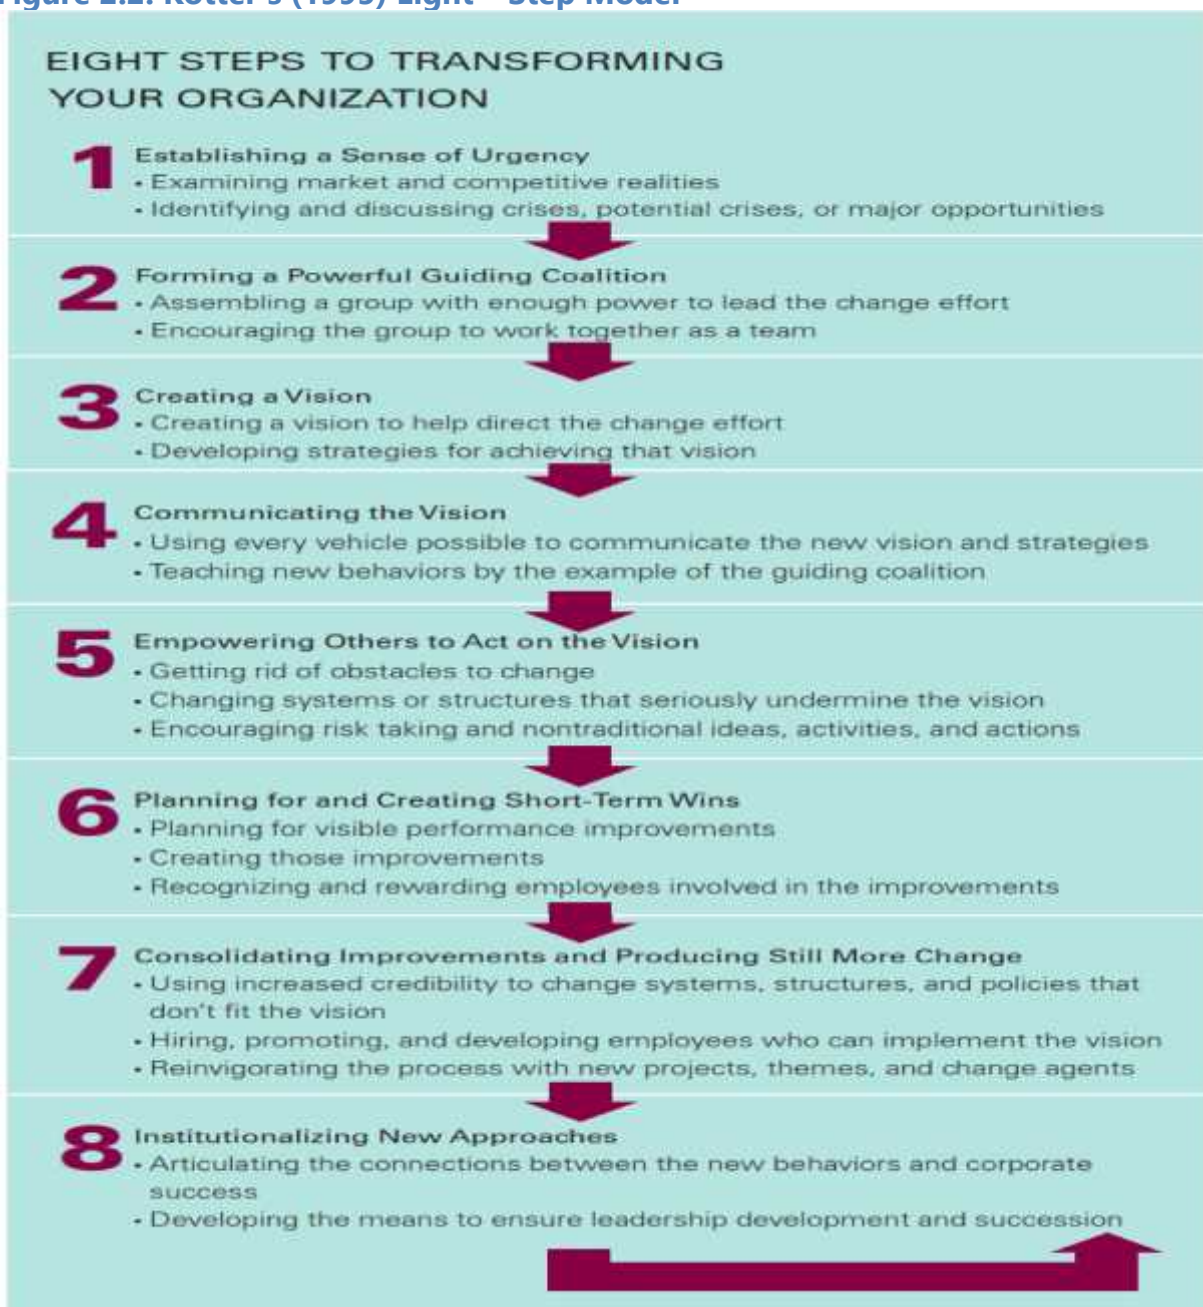 Figure 2.2: Kotter's (1995) Eight – Step Model
EIGHT STEPS TO TRANSFORMING
YOUR ORGANIZATION
1 Establishing a Sense of Urgency
• Examining market and competitive realities
• Identifying and discussing crises, potential crises, or major opportunities
2 Forming a Powerful Guiding Coalition
• Assembling a group with enough power to lead the change effort
• Encouraging the group to work together as a team
3 Creating a Vision
• Creating a vision to help direct the change effort
• Developing strategies for achieving that vision
4 Communicating the Vision
• Using every vehicle possible to communicate the new vision and strategies
• Teaching new behaviors by the example of the guiding coalition
5 Empowering Others to Act on the Vision
• Getting rid of obstacles to change
• Changing systems or structures that seriously undermine the vision
• Encouraging risk taking and nontraditional ideas, activities, and actions
6 Planning for and Creating Short-Term Wins
• Planning for visible performance improvements
• Creating those improvements
• Recognizing and rewarding employees involved in the improvements
7 Consolidating Improvements and Producing Still More Change
• Using increased credibility to change systems, structures, and policies that
don't fit the vision
• Hiring, promoting, and developing employees who can implement the vision
• Reinvigorating the process with new projects, themes, and change agents
8 Institutionalizing New Approaches
• Articulating the connections between the new behaviors and corporate
success
• Developing the means to ensure leadership development and succession